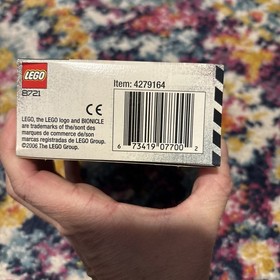 LEGO
8721
Item: 4279164
CE
LEGO, the LEGO logo and BIONICLE
are trademarks of the/sont des
marques de commerce de/son
marcas registradas de LEGO Group.
©2006 The LEGO Group.
6 73419 07700 2